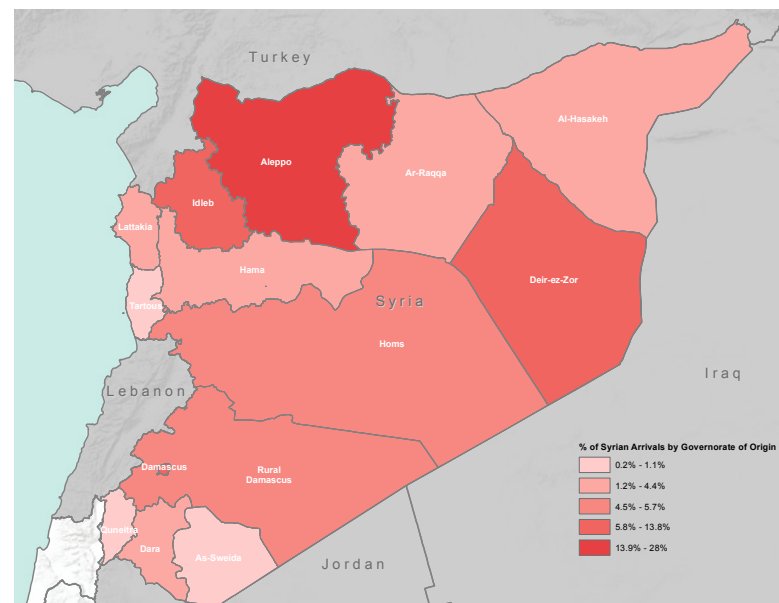 Turkey
Al-Hasakeh
Aleppo
Ar-Raqqa
Idleb
Lattakia
Hama
Deir-ez-Zor
Syria
Tartous
Homs
Iraq
Lebanon
% of Syrian Arrivals by Governorate of Origin
0.2% - 1.1%
1.2% - 4.4%
4.5% - 5.7%
5.8% - 13.8%
13.9% - 28%
Damascus
Rural
Damascus
Quneitra
Dara
As-Sweida
Jordan